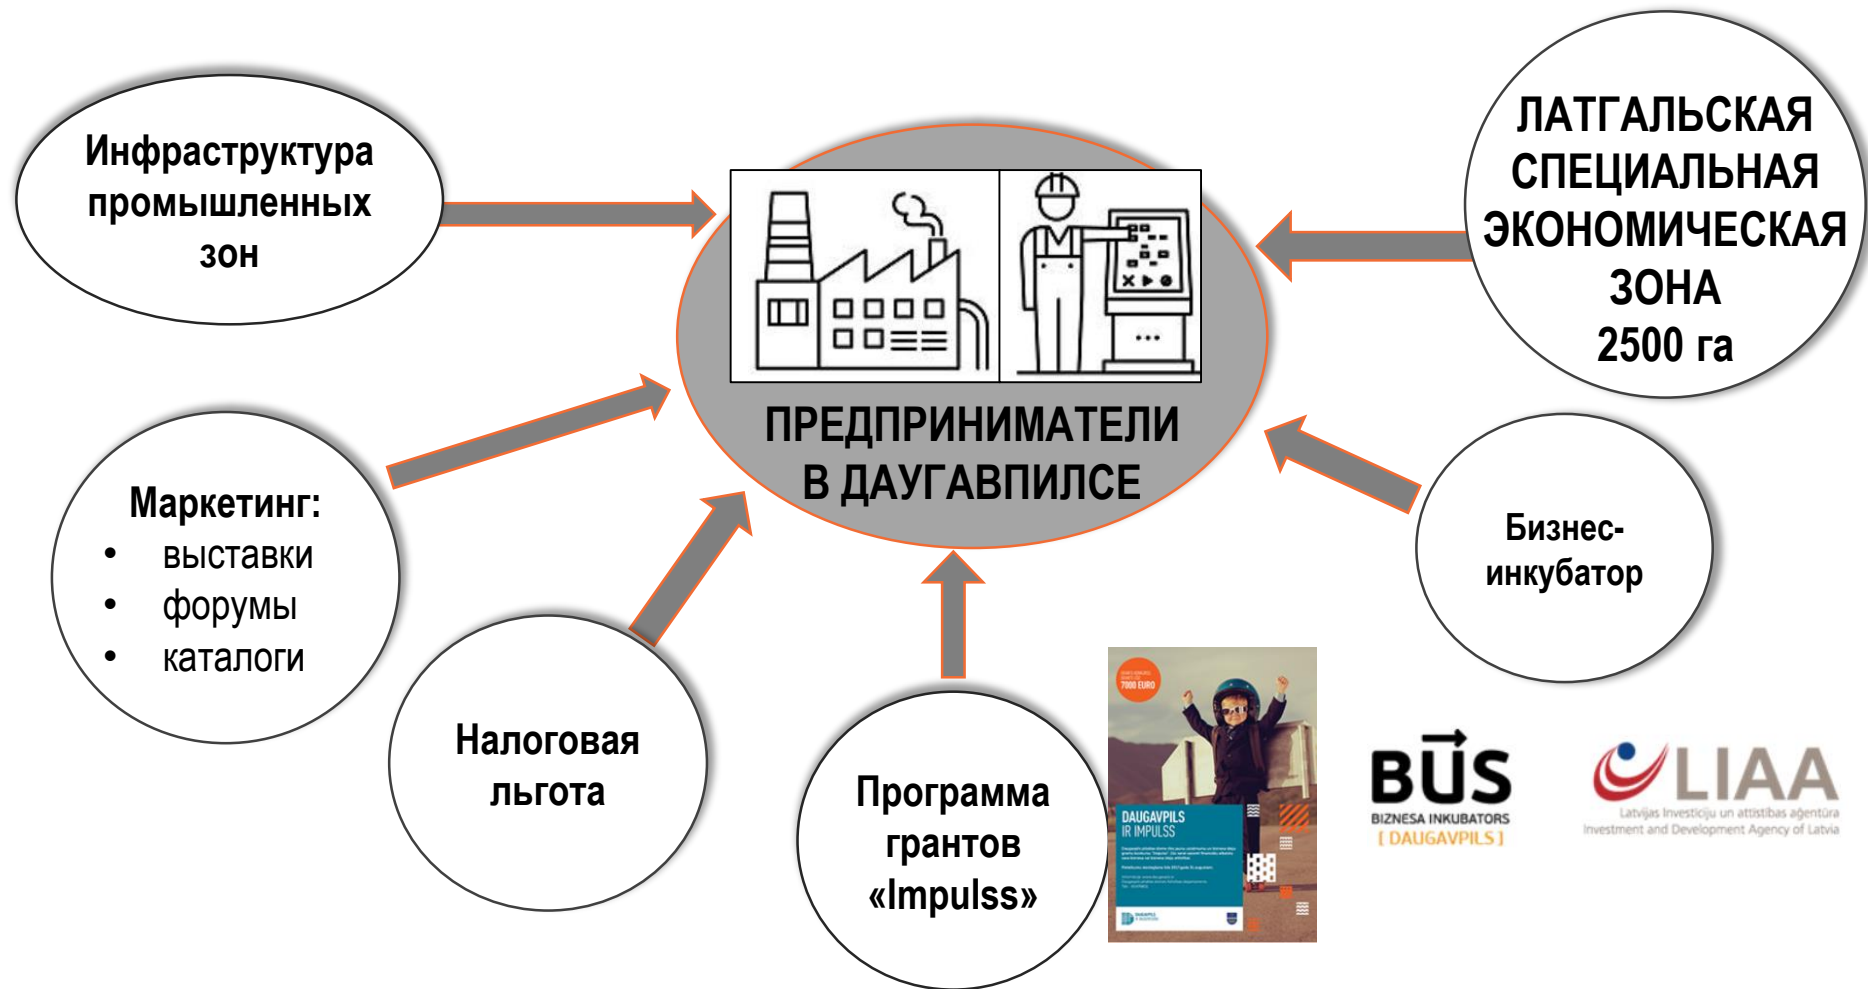 Инфраструктура
промышленных
зон
ЛАТГАЛЬСКАЯ
СПЕЦИАЛЬНАЯ
ЭКОНОМИЧЕСКАЯ
ЗОНА
2500 га
ПРЕДПРИНИМАТЕЛИ
В ДАУГАВПИЛСЕ
Маркетинг:
• выставки
• форумы
• каталоги
Бизнес-
инкубатор
Налоговая
льгота
Программа
грантов
«Impulss»
7000 EURO
DAUGAVPILS
IR IMPULSS
BUS
BIZNESA INKUBATORS
[ DAUGAVPILS ]
LIAA
Latvijas Investīciju un attīstības aģentūra
Investment and Development Agency of Latvia